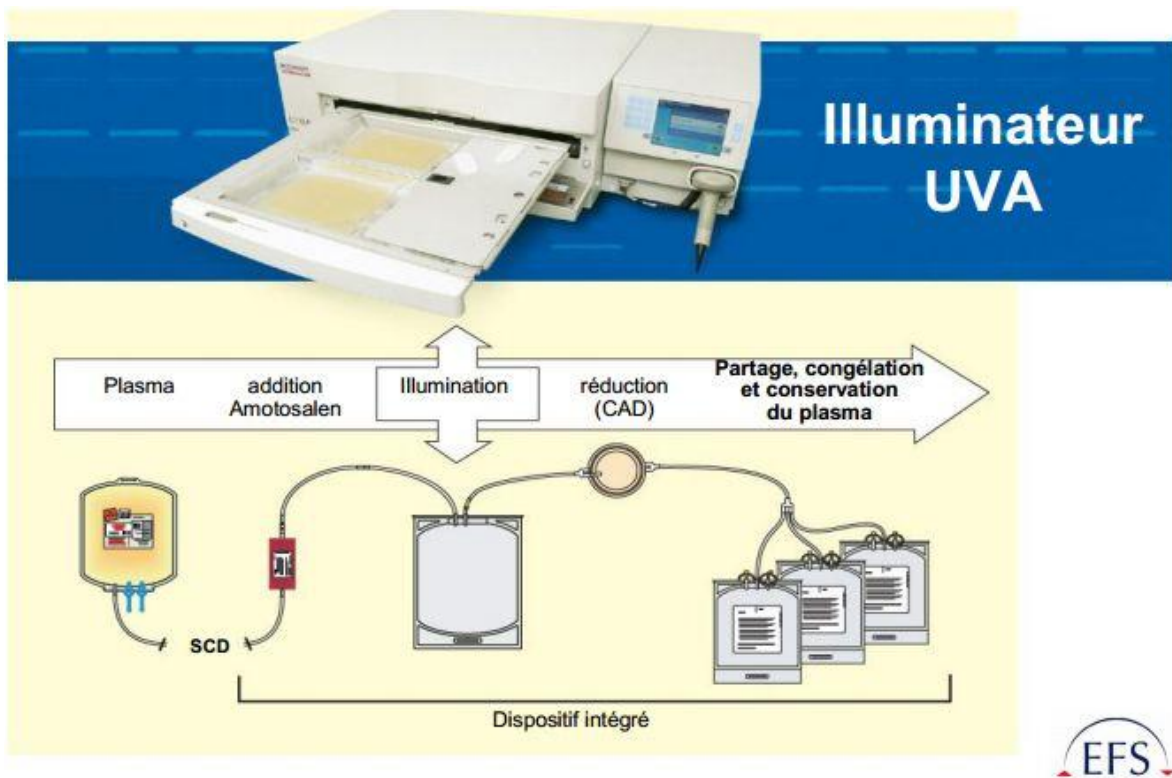 Illuminateur
UVA
Plasma
addition
Amotosalen
Illumination
réduction
(CAD)
Partage, congélation
et conservation
du plasma
SCD
Dispositif intégré
EFS